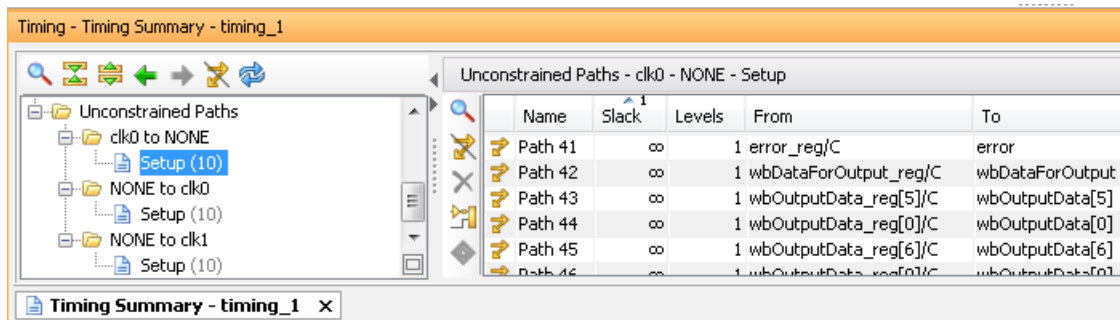 Timing - Timing Summary - timing_1
Unconstrained Paths
clk0 to NONE
Setup (10)
NONE to clk0
Setup (10)
NONE to clk1
Setup (10)
Unconstrained Paths - clk0 - NONE - Setup
Name Slack 1 Levels From To
Path 41 ∞ 1 error_reg/C error
Path 42 ∞ 1 wbDataForOutput_reg/C wbDataForOutput
Path 43 ∞ 1 wbOutputData_reg[5]/C wbOutputData[5]
Path 44 ∞ 1 wbOutputData_reg[0]/C wbOutputData[0]
Path 45 ∞ 1 wbOutputData_reg[6]/C wbOutputData[6]
Path 46 ∞ 1
Timing Summary - timing_1 X